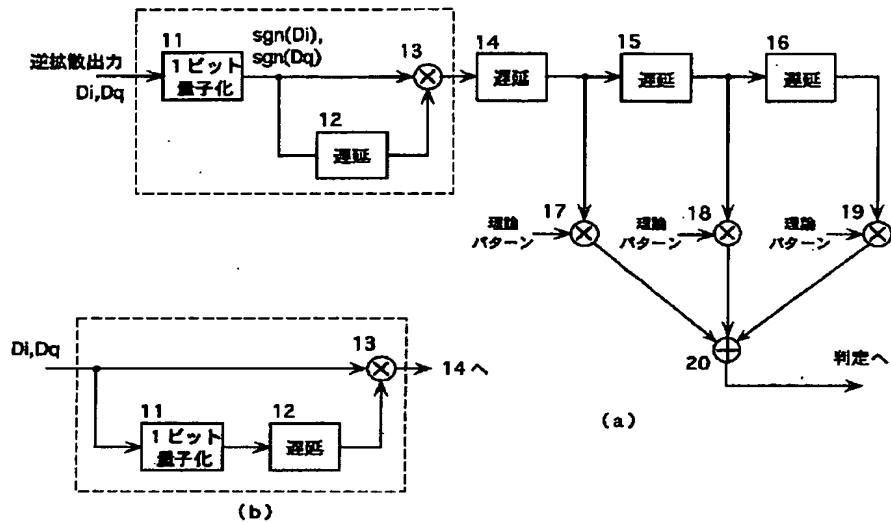 逆拡散出力
Di,Dq
11
1ビット
量子化
sgn(Di),
sgn(Dq)
13
12
遅延
14
遅延
15
遅延
16
遅延
17
理論
パターン
18
理論
パターン
19
理論
パターン
20
判定へ
(a)
Di,Dq
13
14へ
11
1ビット
量子化
12
遅延
(b)